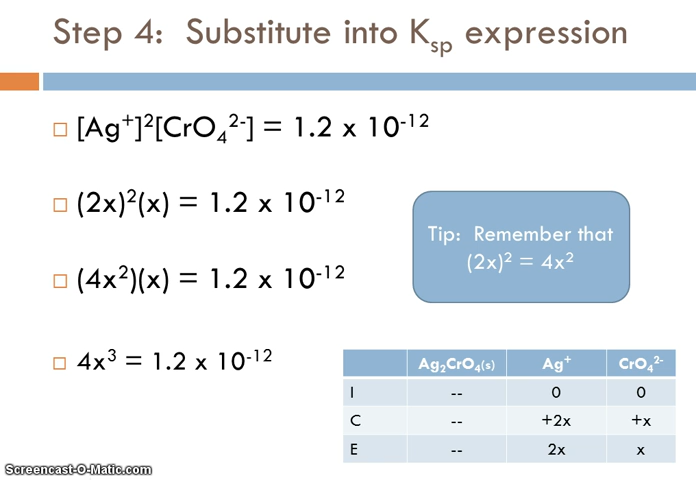 Step 4: Substitute into Ksp expression
[Ag⁺]²[CrO₄²⁻] = 1.2 x 10⁻¹²
(2x)²(x) = 1.2 x 10⁻¹²
(4x²)(x) = 1.2 x 10⁻¹²
4x³ = 1.2 x 10⁻¹²
Tip: Remember that
(2x)² = 4x²
Ag₂CrO₄(s) Ag⁺ CrO₄²⁻
I -- 0 0
C -- +2x +x
E -- 2x x
Screencast-O-Matic.com